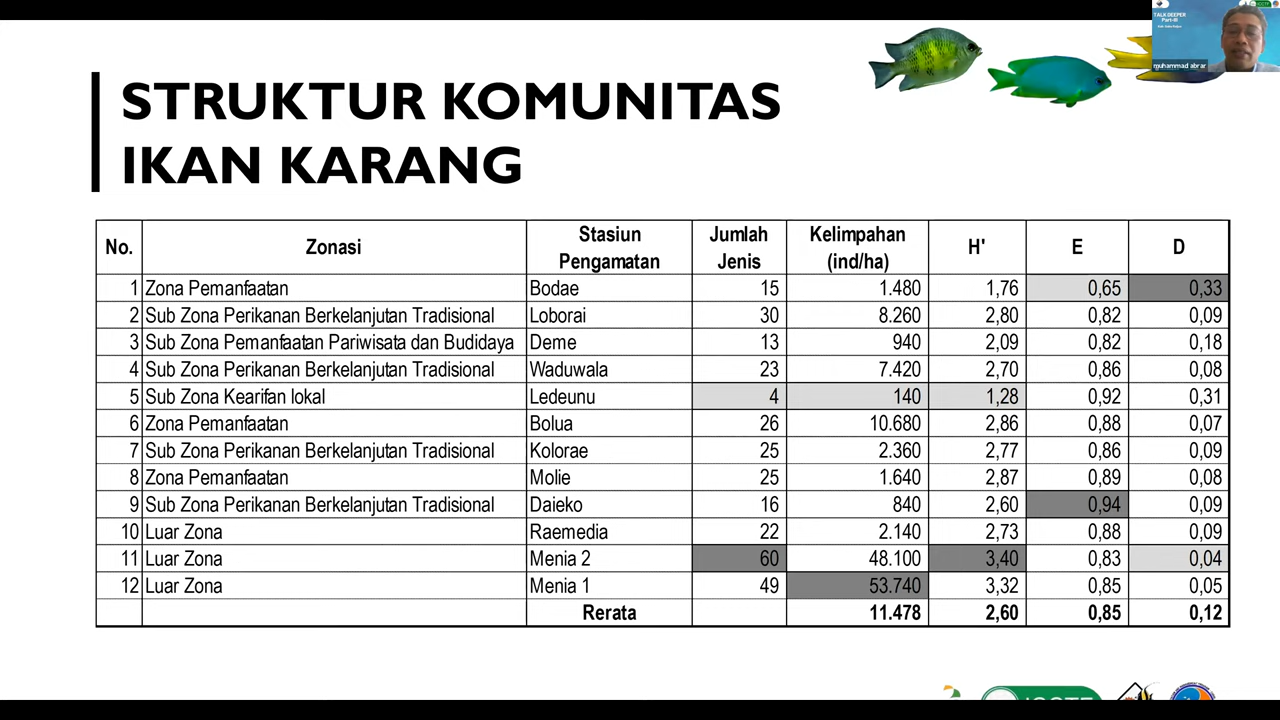 TALK DEEPER
Part-III
muhammad abrar
STRUKTUR KOMUNITAS
IKAN KARANG
No. Zonasi Stasiun Pengamatan Jumlah Jenis Kelimpahan (ind/ha) H' E D
1 Zona Pemanfaatan Bodae 15 1.480 1,76 0,65 0,33
2 Sub Zona Perikanan Berkelanjutan Tradisional Loborai 30 8.260 2,80 0,82 0,09
3 Sub Zona Pemanfaatan Pariwisata dan Budidaya Deme 13 940 2,09 0,82 0,18
4 Sub Zona Perikanan Berkelanjutan Tradisional Waduwala 23 7.420 2,70 0,86 0,08
5 Sub Zona Kearifan lokal Ledeunu 4 140 1,28 0,92 0,31
6 Zona Pemanfaatan Bolua 26 10.680 2,86 0,88 0,07
7 Sub Zona Perikanan Berkelanjutan Tradisional Kolorae 25 2.360 2,77 0,86 0,09
8 Zona Pemanfaatan Molie 25 1.640 2,87 0,89 0,08
9 Sub Zona Perikanan Berkelanjutan Tradisional Daieko 16 840 2,60 0,94 0,09
10 Luar Zona Raemedia 22 2.140 2,73 0,88 0,09
11 Luar Zona Menia 2 60 48.100 3,40 0,83 0,04
12 Luar Zona Menia 1 49 53.740 3,32 0,85 0,05
Rerata 11.478 2,60 0,85 0,12